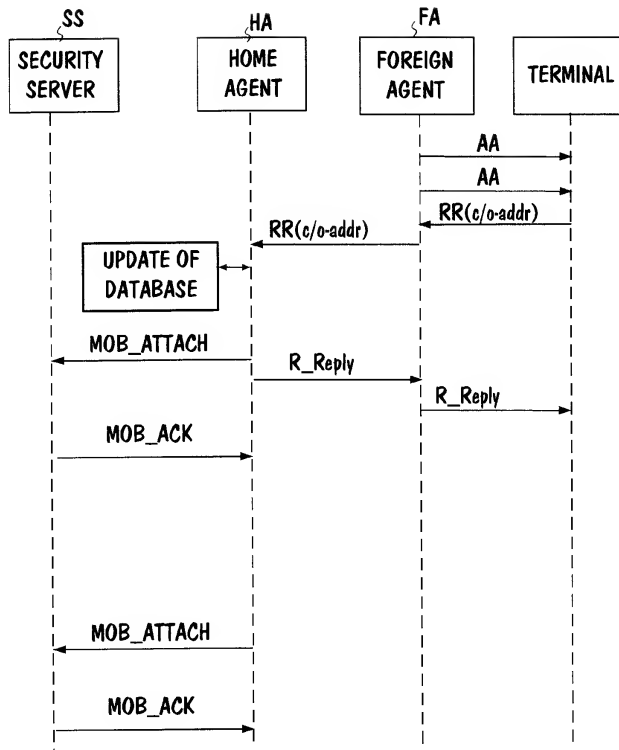 SS
HA
FA
SECURITY
SERVER
HOME
AGENT
FOREIGN
AGENT
TERMINAL
AA
AA
RR(c/o-addr)
RR(c/o-addr)
UPDATE OF
DATABASE
MOB_ATTACH
R_Reply
R_Reply
MOB_ACK
MOB_ATTACH
MOB_ACK